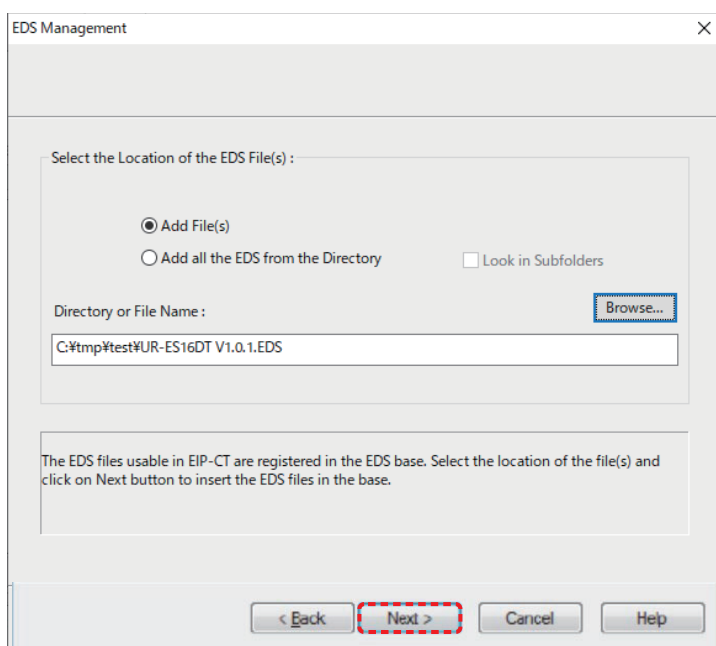 EDS Management
Select the Location of the EDS File(s) :
Add File(s)
Add all the EDS from the Directory
Look in Subfolders
Directory or File Name :
Browse...
C:¥tmp¥test¥UR-ES16DT V1.0.1.EDS
The EDS files usable in EIP-CT are registered in the EDS base. Select the location of the file(s) and
click on Next button to insert the EDS files in the base.
< Back
Next >
Cancel
Help